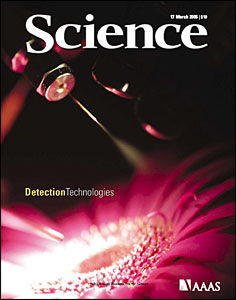 Science
17 March 2006 | $10
DetectionTechnologies
AAAS